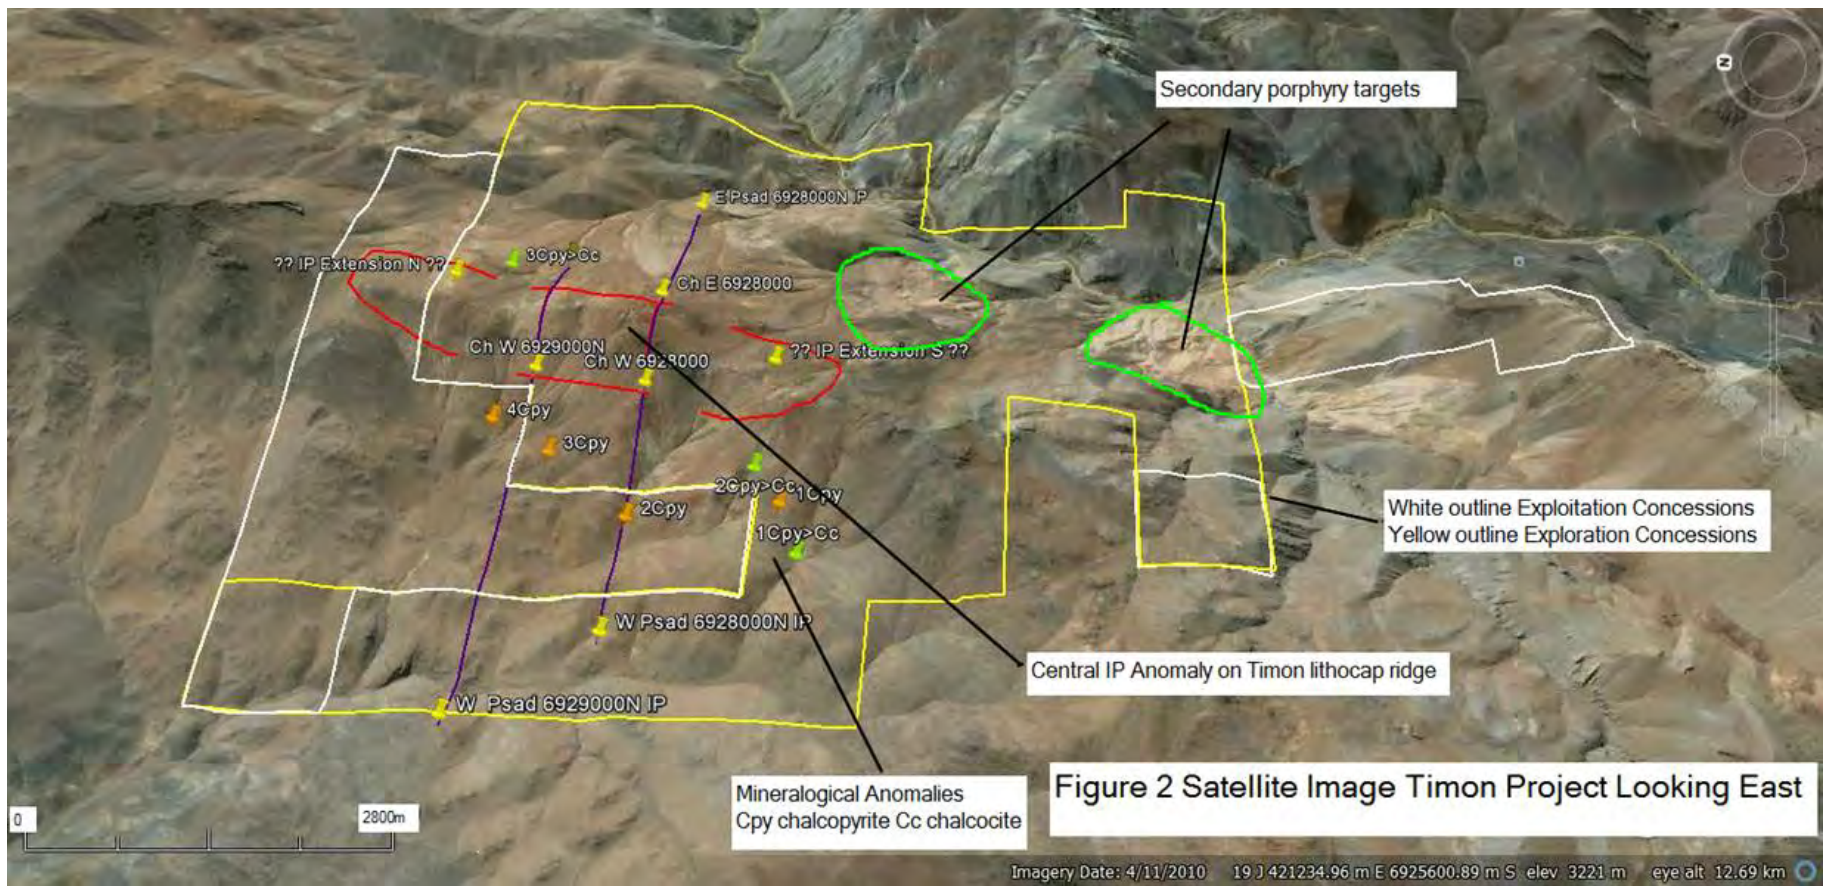 N
Secondary porphyry targets
E Psad 6928000N IP
3Cpy>Cc
?? IP Extension N ??
Ch E 6928000
Ch W 6929000N
Ch W 6928000
?? IP Extension S ??
4Cpy
3Cpy
2Cpy>Cc
1Cpy
2Cpy
1Cpy>Cc
White outline Exploitation Concessions
Yellow outline Exploration Concessions
W Psad 6928000N IP
Central IP Anomaly on Timon lithocap ridge
W Psad 6929000N IP
Mineralogical Anomalies
Cpy chalcopyrite Cc chalcocite
Figure 2 Satellite Image Timon Project Looking East
0
2800m
Imagery Date: 4/11/2010 19 J 421234.96 m E 6925600.89 m S elev 3221 m eye alt 12.69 km